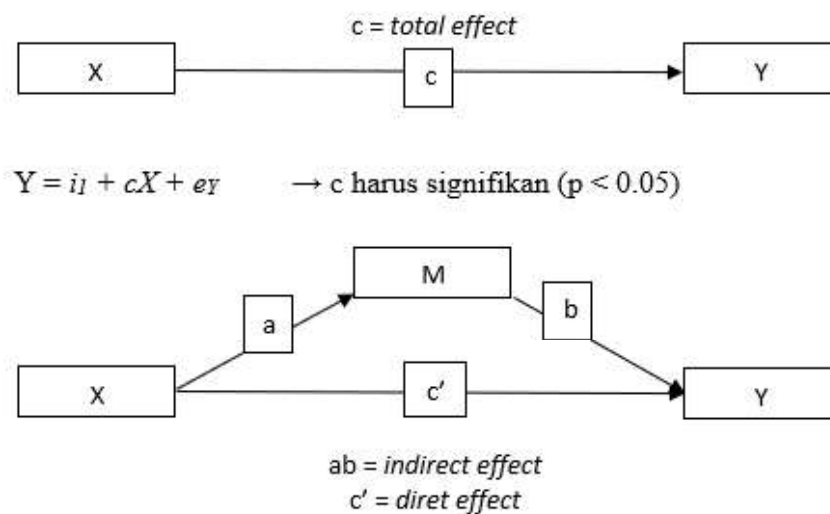 c = total effect
X c Y
Y = i1 + cX + eY → c harus signifikan (p < 0.05)
M
a b
X c' Y
ab = indirect effect
c' = diret effect